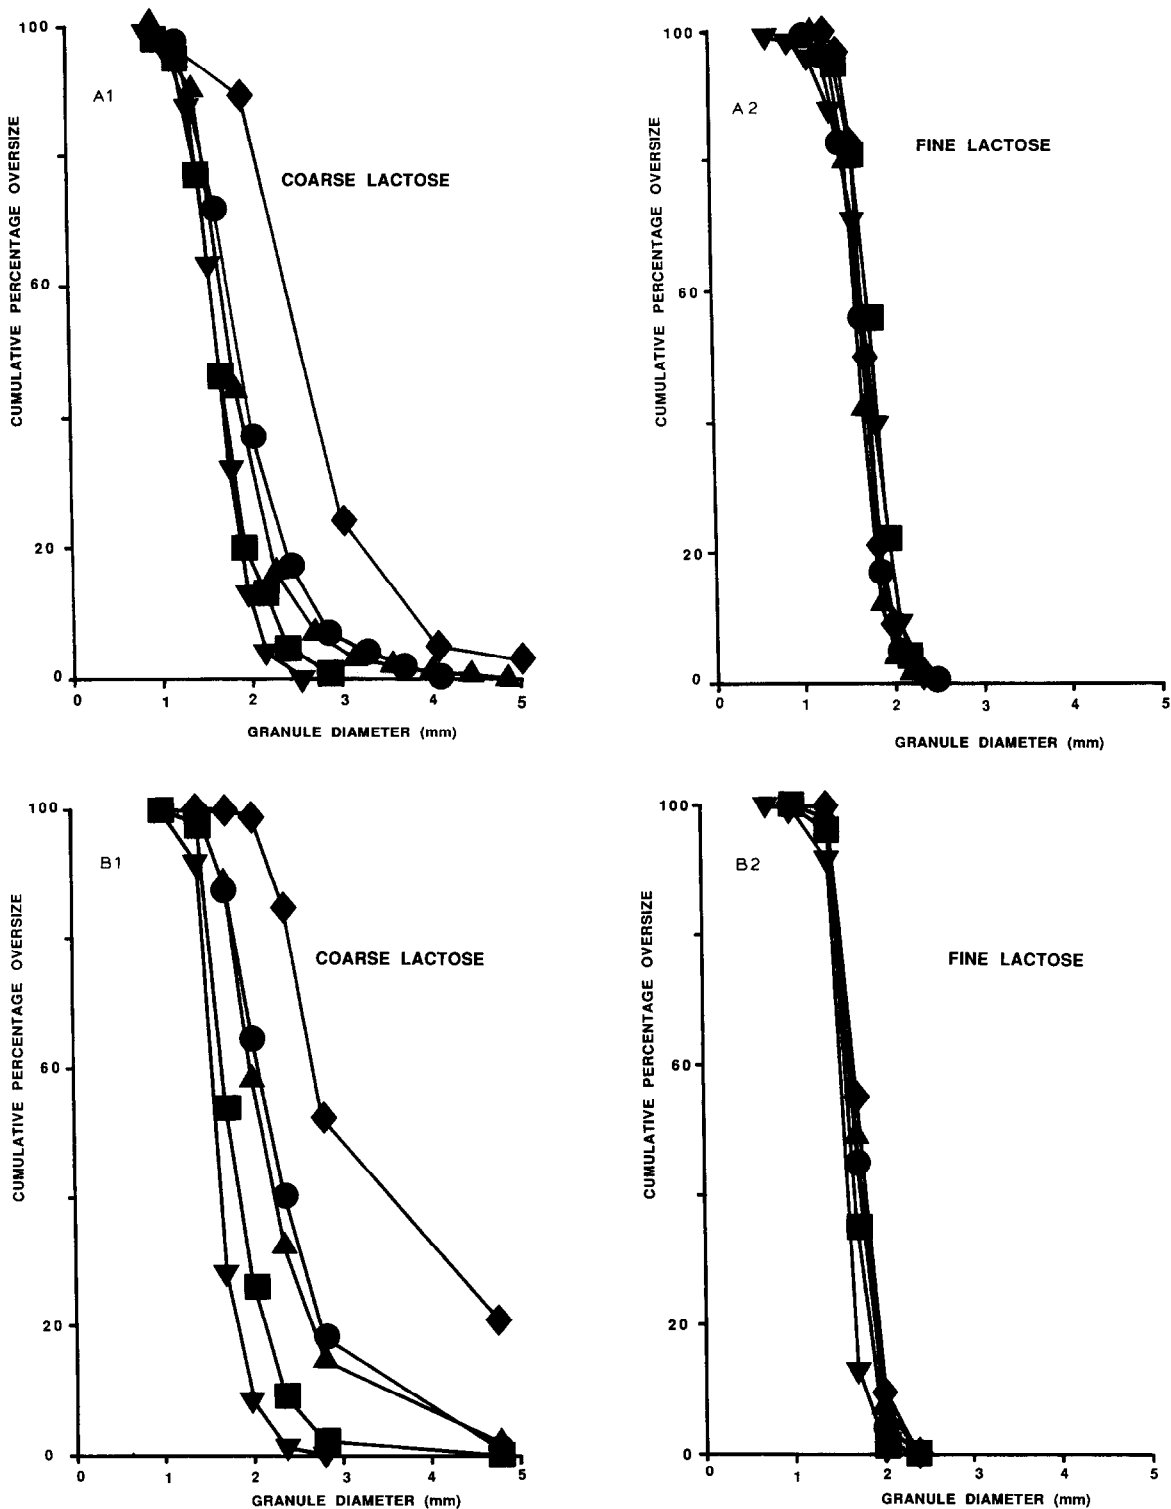 100
A1
COARSE LACTOSE
60
20
0
0 1 2 3 4 5
CUMULATIVE PERCENTAGE OVERSIZE
GRANULE DIAMETER (mm)
100
A2
FINE LACTOSE
60
20
0
0 1 2 3 4 5
CUMULATIVE PERCENTAGE OVERSIZE
GRANULE DIAMETER (mm)
100
B1
COARSE LACTOSE
60
20
0
0 1 2 3 4 5
CUMULATIVE PERCENTAGE OVERSIZE
GRANULE DIAMETER (mm)
100
B2
FINE LACTOSE
60
20
0
0 1 2 3 4 5
CUMULATIVE PERCENTAGE OVERSIZE
GRANULE DIAMETER (mm)